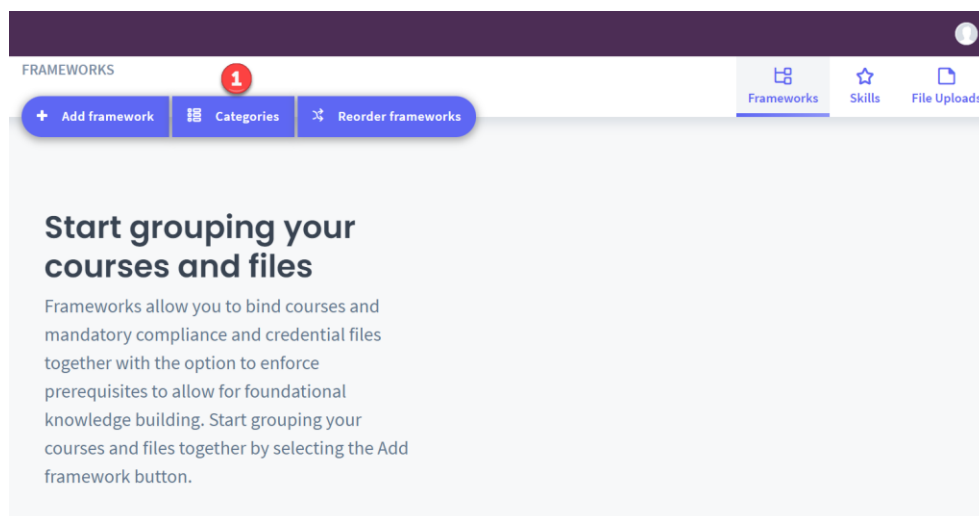 FRAMEWORKS
1
Add framework
Categories
Reorder frameworks
Frameworks
Skills
File Uploads
Start grouping your
courses and files
Frameworks allow you to bind courses and
mandatory compliance and credential files
together with the option to enforce
prerequisites to allow for foundational
knowledge building. Start grouping your
courses and files together by selecting the Add
framework button.